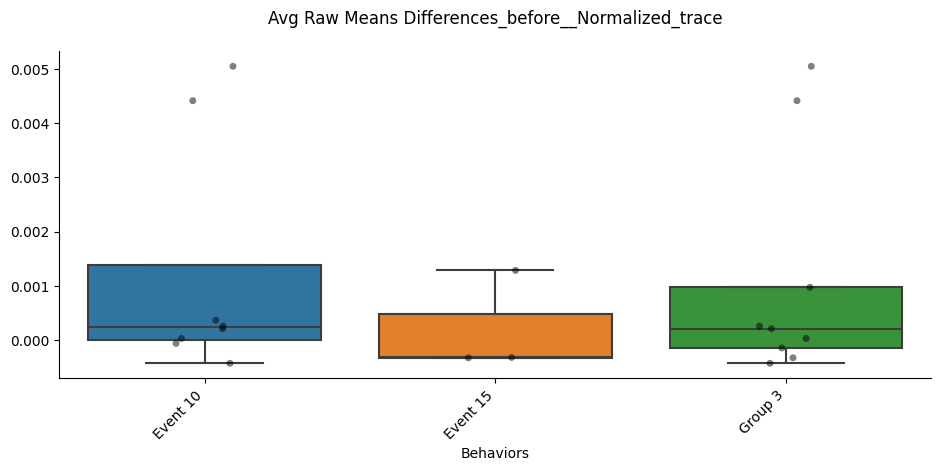 Avg Raw Means Differences_before__Normalized_trace
0.005
0.004
0.003
0.002
0.001
0.000
Event 10
Event 15
Group 3
Behaviors